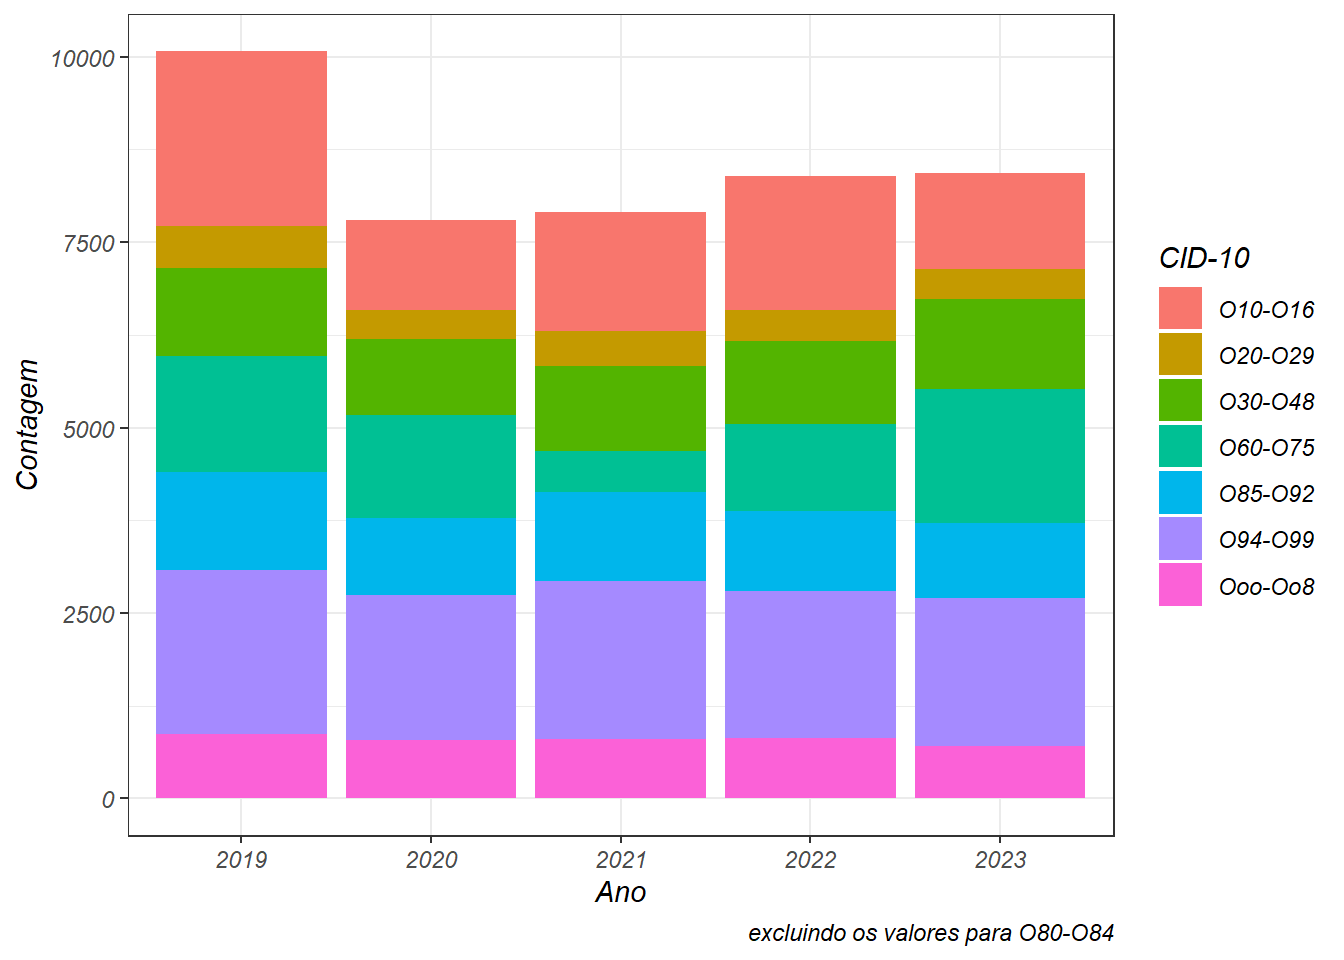 Contagem
10000
7500
5000
2500
0
2019 2020 2021 2022 2023
Ano
excluindo os valores para O80-O84
CID-10
O10-O16
O20-O29
O30-O48
O60-O75
O85-O92
O94-O99
Ooo-Oo8